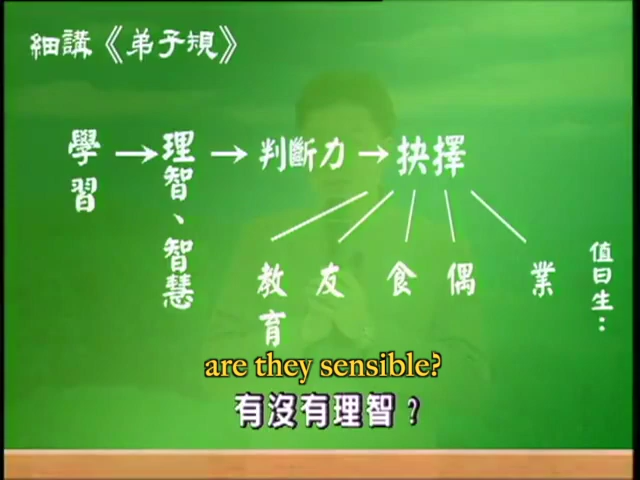 細講《弟子規》
學習 → 理智、智慧 → 判斷力 → 抉擇
教育 友 食 偶 業
值日生：
are they sensible?
有沒有理智？